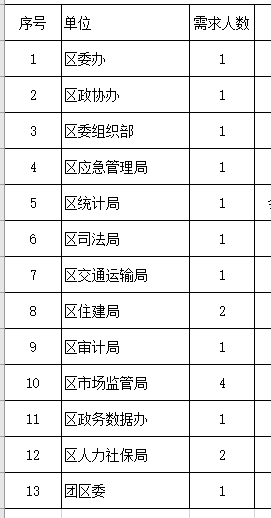 序号 单位 需求人数
1 区委办 1
2 区政协办 1
3 区委组织部 1
4 区应急管理局 1
5 区统计局 1
6 区司法局 1
7 区交通运输局 1
8 区住建局 2
9 区审计局 1
10 区市场监管局 4
11 区政务数据办 1
12 区人力社保局 2
13 团区委 1